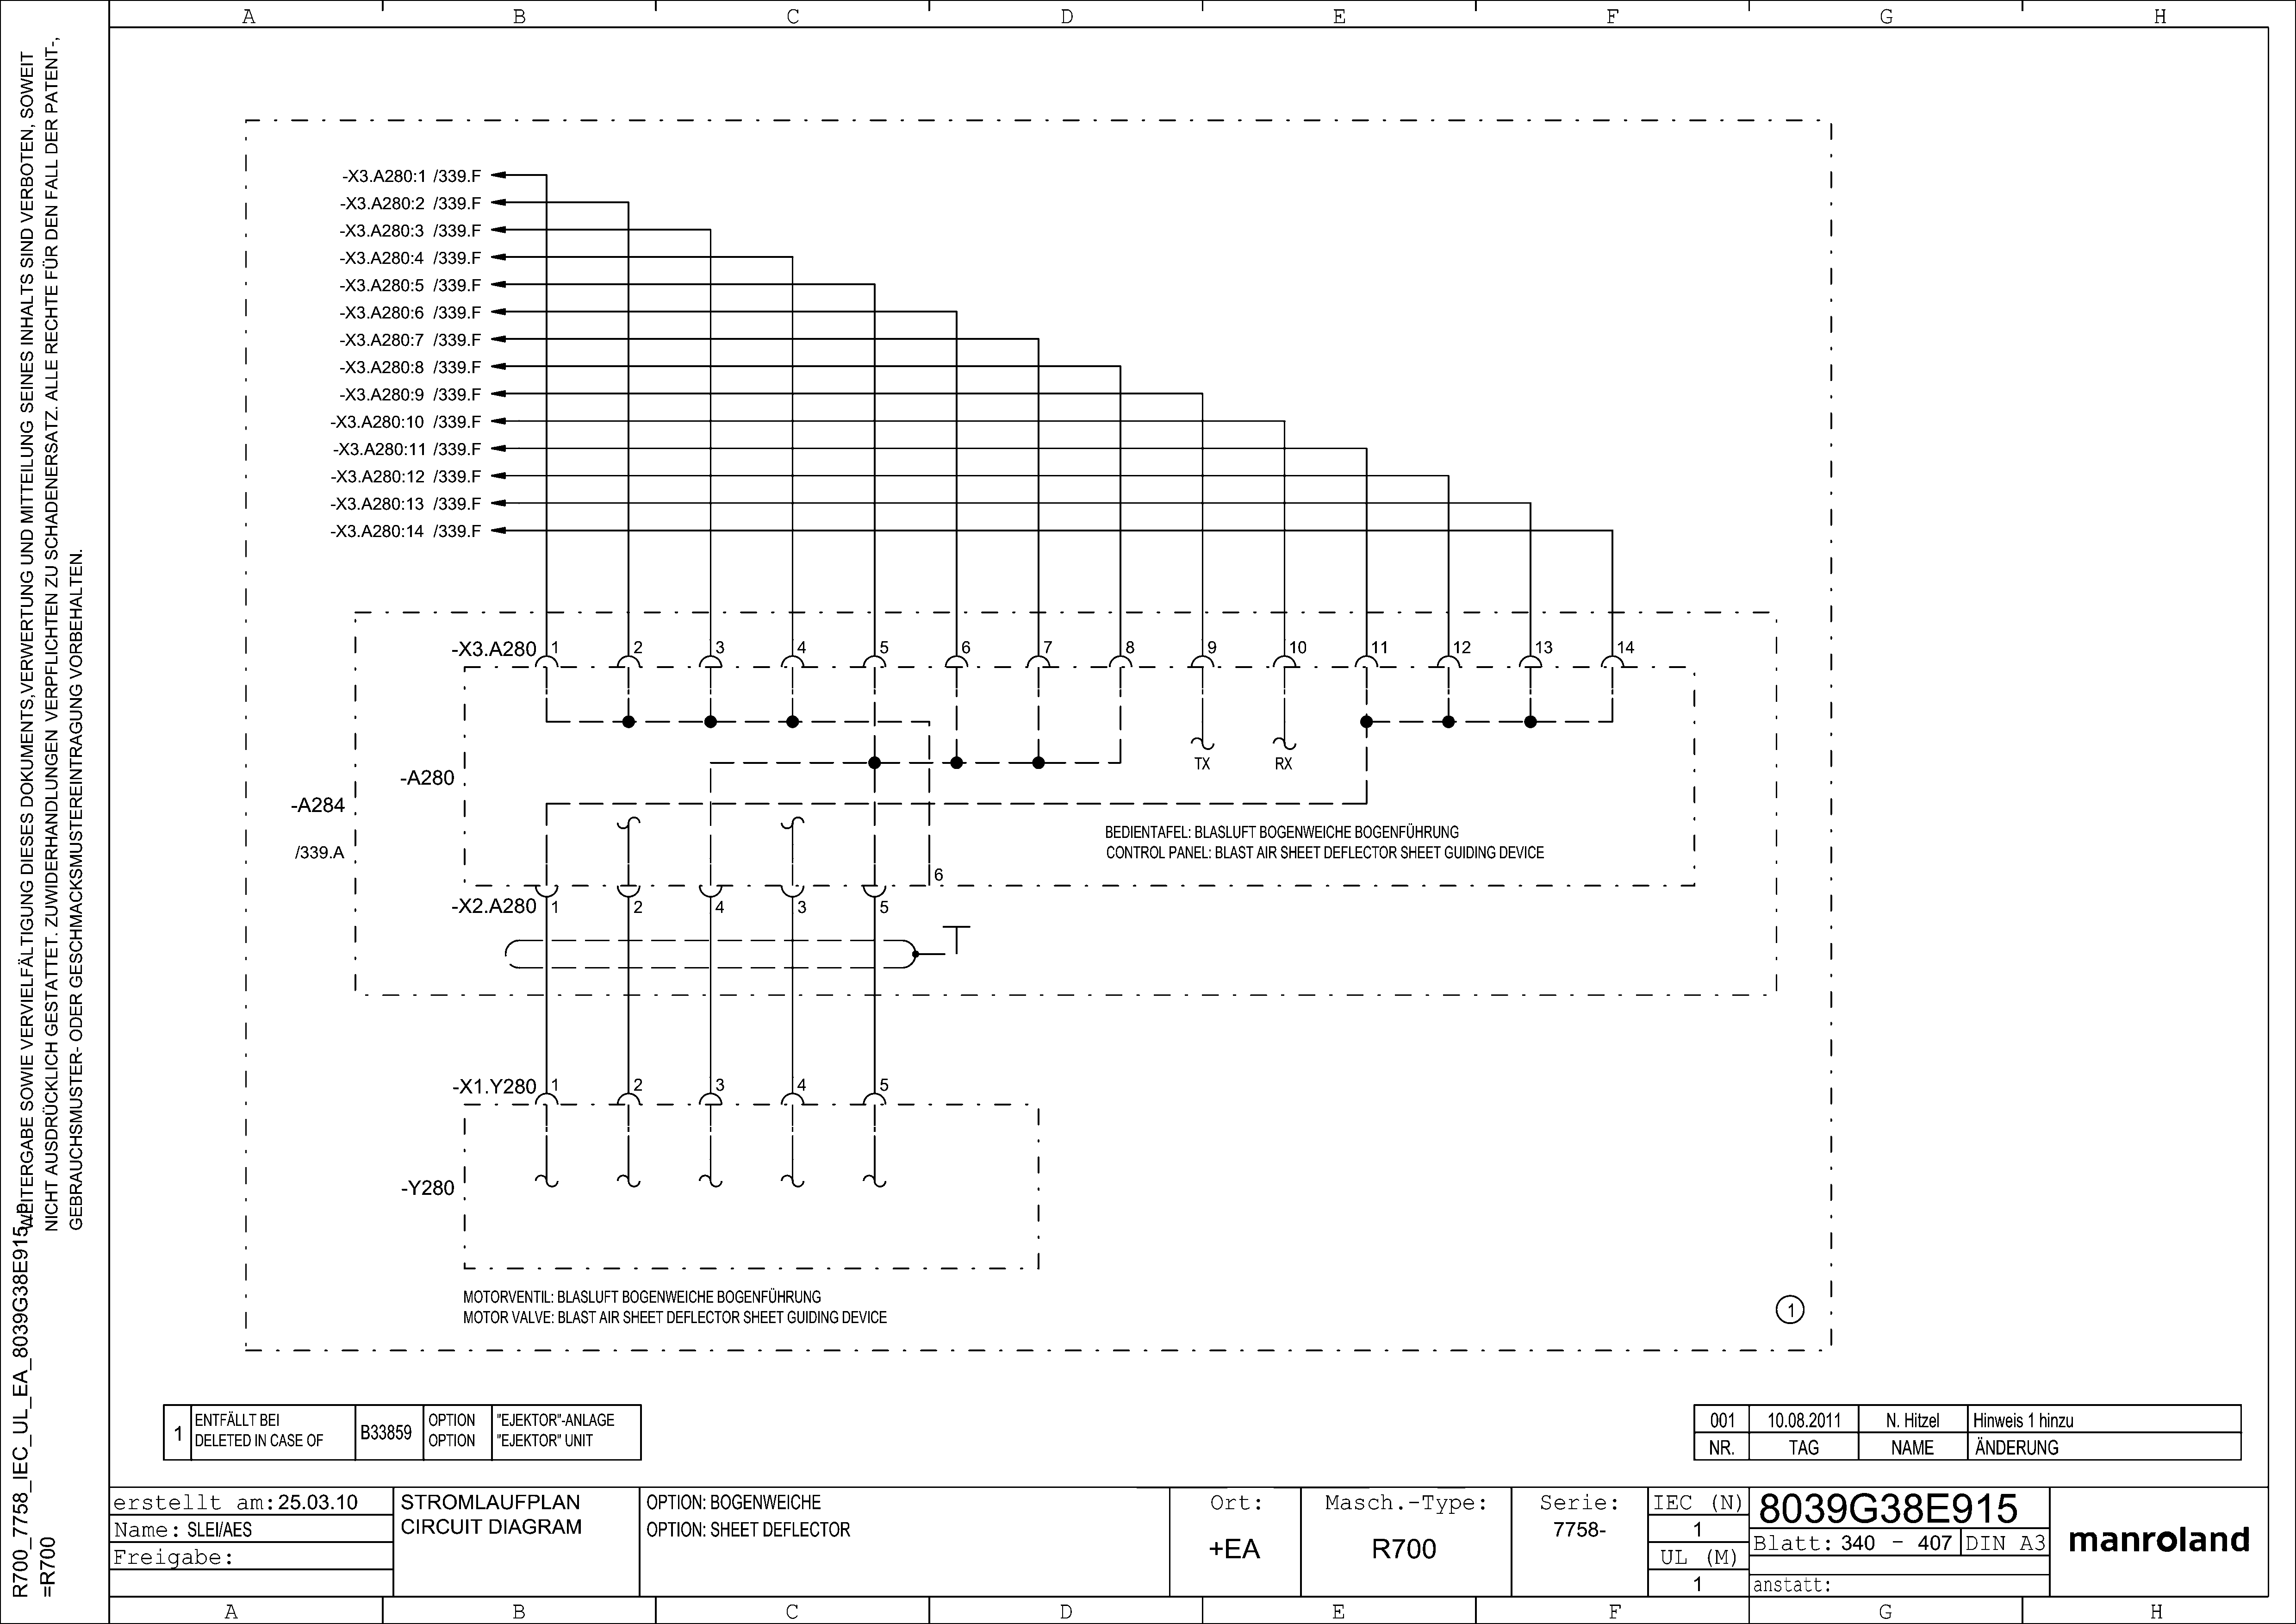 A B C D E F G H
WEITERGABE SOWIE VERVIELFÄLTIGUNG DIESES DOKUMENTS,VERWERTUNG UND MITTEILUNG SEINES INHALTS SIND VERBOTEN, SOWEIT
NICHT AUSDRÜCKLICH GESTATTET. ZUWIDERHANDLUNGEN VERPFLICHTEN ZU SCHADENERSATZ. ALLE RECHTE FÜR DEN FALL DER PATENT-,
GEBRAUCHSMUSTER- ODER GESCHMACKSMUSTEREINTRAGUNG VORBEHALTEN.
-X3.A280:1 /339.F
-X3.A280:2 /339.F
-X3.A280:3 /339.F
-X3.A280:4 /339.F
-X3.A280:5 /339.F
-X3.A280:6 /339.F
-X3.A280:7 /339.F
-X3.A280:8 /339.F
-X3.A280:9 /339.F
-X3.A280:10 /339.F
-X3.A280:11 /339.F
-X3.A280:12 /339.F
-X3.A280:13 /339.F
-X3.A280:14 /339.F
-X3.A280 1 2 3 4 5 6 7 8 9 10 11 12 13 14
TX RX
-A280
-A284
/339.A
BEDIENTAFEL: BLASLUFT BOGENWEICHE BOGENFÜHRUNG
CONTROL PANEL: BLAST AIR SHEET DEFLECTOR SHEET GUIDING DEVICE
6
-X2.A280 1 2 4 3 5
-X1.Y280 1 2 3 4 5
-Y280
MOTORVENTIL: BLASLUFT BOGENWEICHE BOGENFÜHRUNG
MOTOR VALVE: BLAST AIR SHEET DEFLECTOR SHEET GUIDING DEVICE
1
1 ENTFÄLLT BEI B33859 OPTION "EJEKTOR"-ANLAGE
DELETED IN CASE OF OPTION "EJEKTOR" UNIT
001 10.08.2011 N. Hitzel Hinweis 1 hinzu
NR. TAG NAME ÄNDERUNG
erstellt am: 25.03.10
Name: SLEI/AES
Freigabe:
STROMLAUFPLAN
CIRCUIT DIAGRAM
OPTION: BOGENWEICHE
OPTION: SHEET DEFLECTOR
Ort:
+EA
Masch.-Type:
R700
Serie:
7758-
IEC (N)
1
UL (M)
1
8039G38E915
Blatt: 340 - 407 DIN A3
anstatt:
manroland
=R700
A B C D E F G H